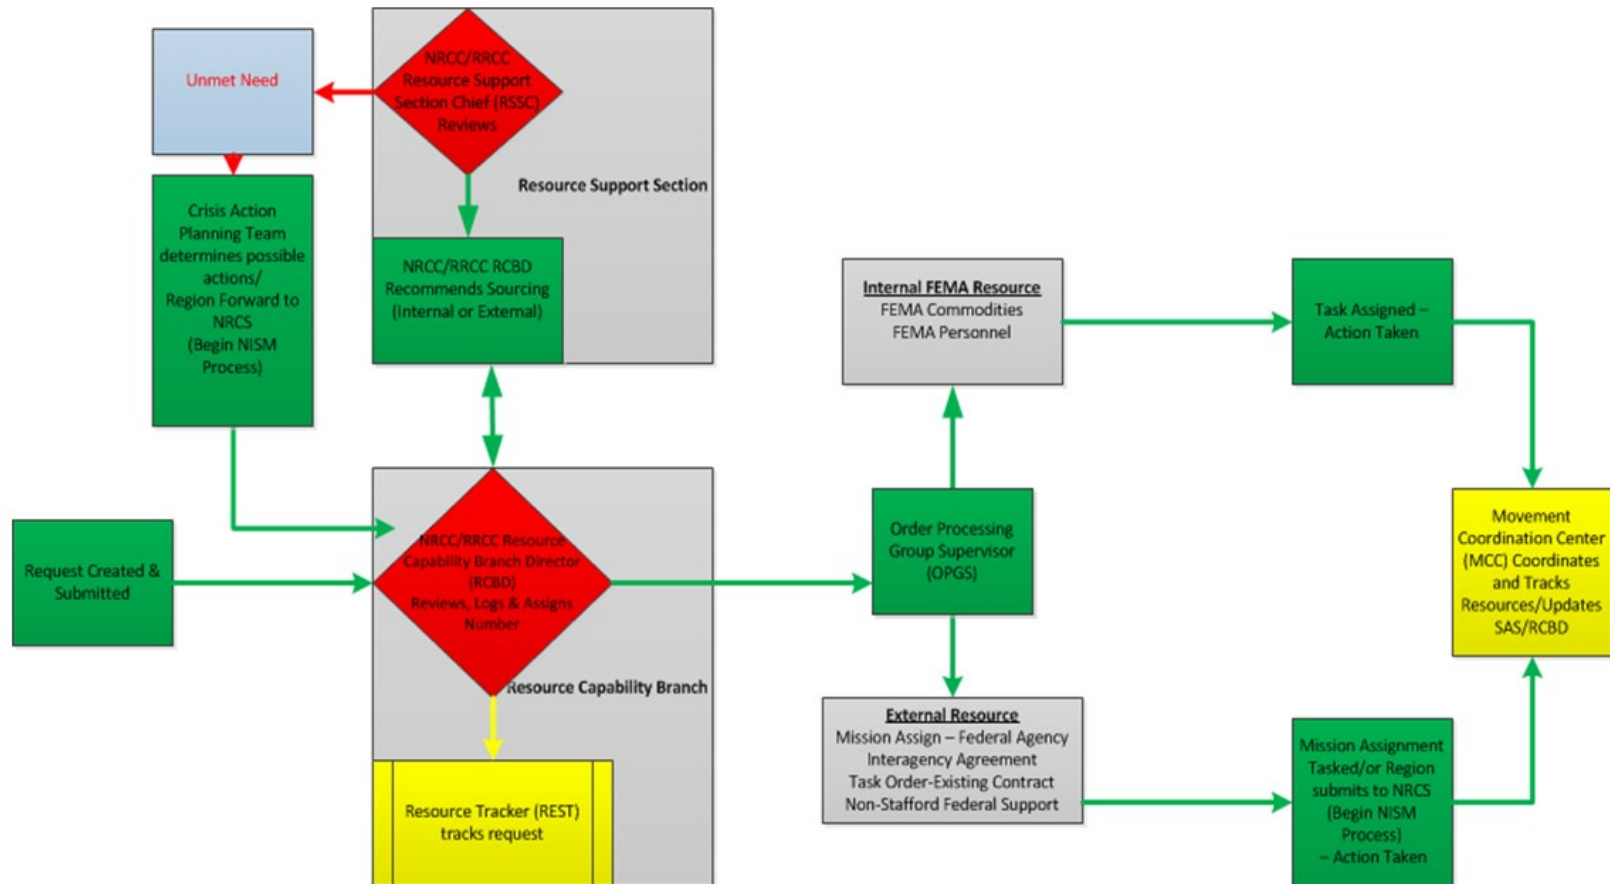 Unmet Need
NRCC/RRCC
Resource Support
Section Chief (RSSC)
Reviews
Resource Support Section
Crisis Action
Planning Team
determines possible
actions/
Region Forward to
NRCS
(Begin NISM
Process)
NRCC/RRCC RCBD
Recommends Sourcing
(Internal or External)
Request Created &
Submitted
NRCC/RRCC Resource
Capability Branch Director
(RCBD)
Reviews, Logs & Assigns
Number
Resource Capability Branch
Resource Tracker (REST)
tracks request
Order Processing
Group Supervisor
(OPGS)
Internal FEMA Resource
FEMA Commodities
FEMA Personnel
Task Assigned –
Action Taken
External Resource
Mission Assign – Federal Agency
Interagency Agreement
Task Order-Existing Contract
Non-Stafford Federal Support
Mission Assignment
Tasked/or Region
submits to NRCS
(Begin NISM
Process)
– Action Taken
Movement
Coordination Center
(MCC) Coordinates
and Tracks
Resources/Updates
SAS/RCBD